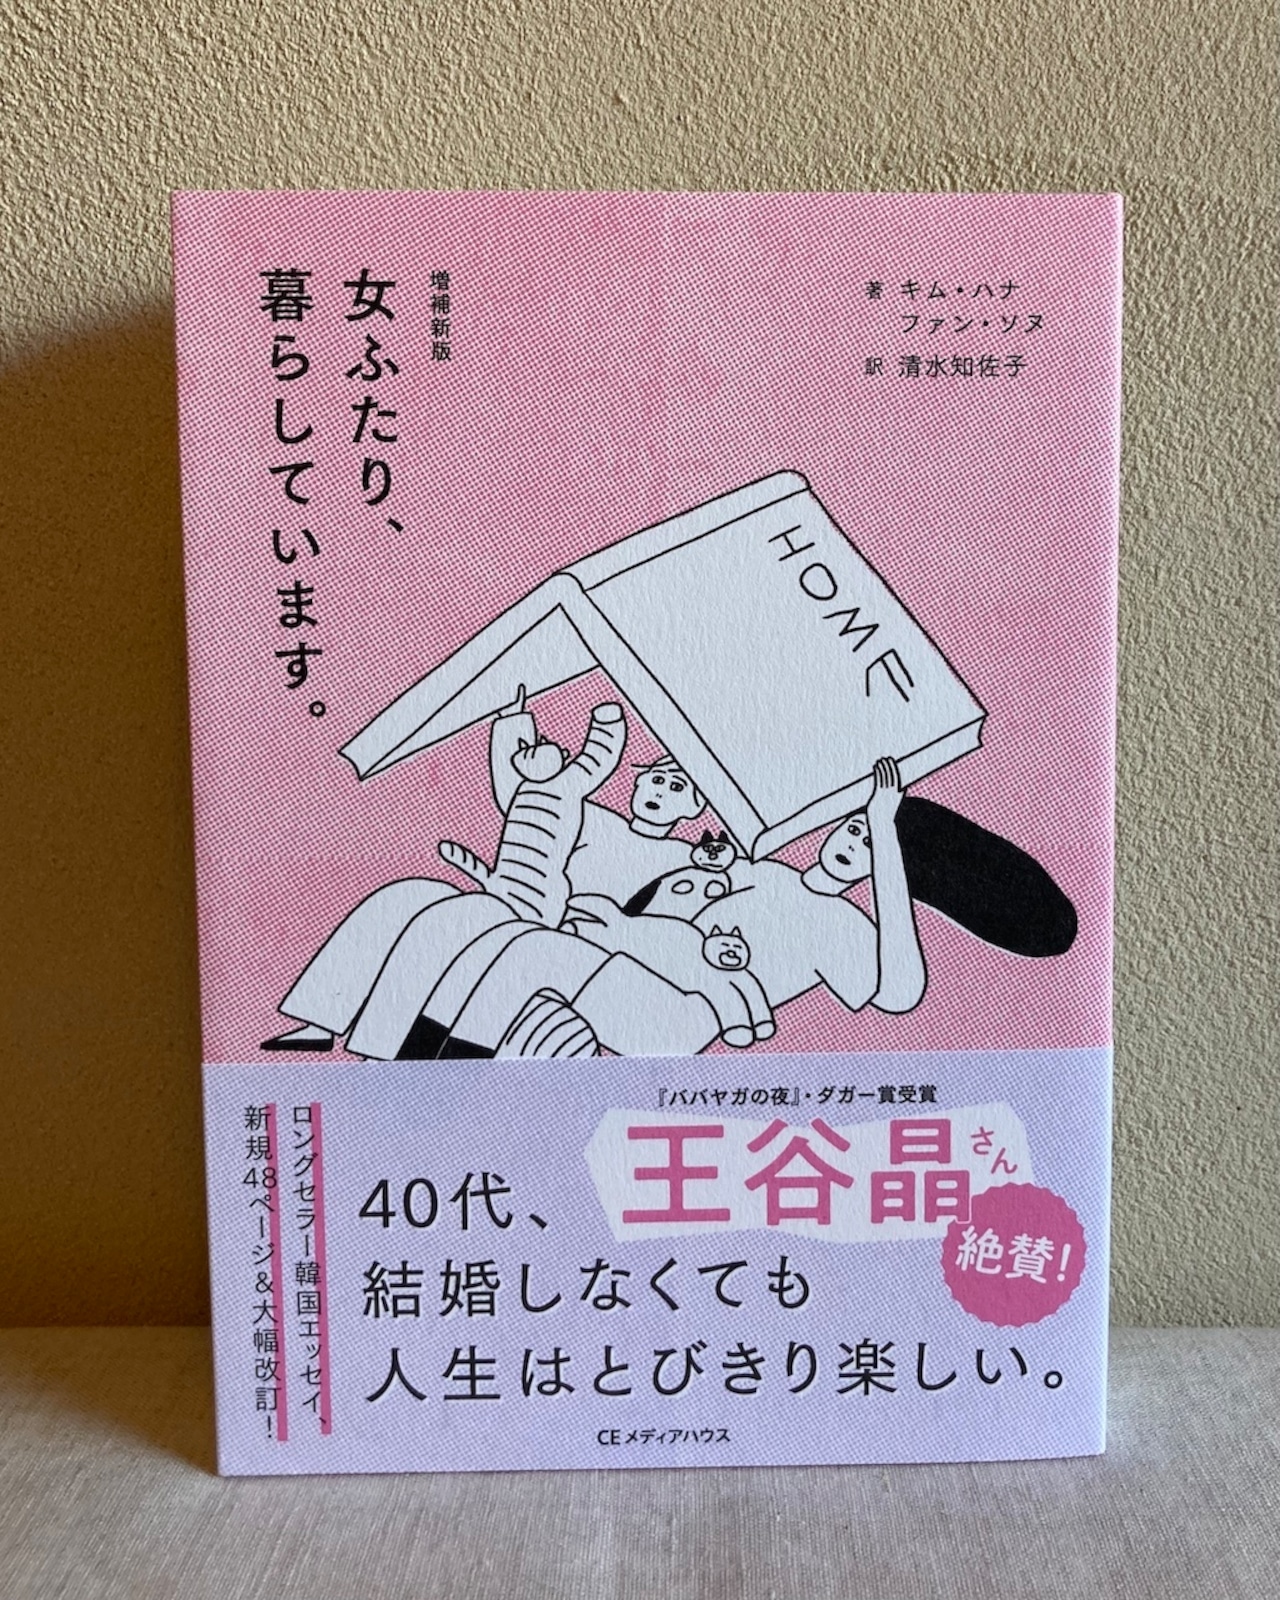 増補新版
女ふたり、
暮らしています。
著 キム・ハナ
ファン・ソヌ
訳 清水知佐子
HOME
『ババヤガの夜』・ダガー賞受賞
王谷晶さん
絶賛！
40代、
結婚しなくても
人生はとびきり楽しい。
ロングセラー韓国エッセイ、
新規48ページ＆大幅改訂！
CEメディアハウス